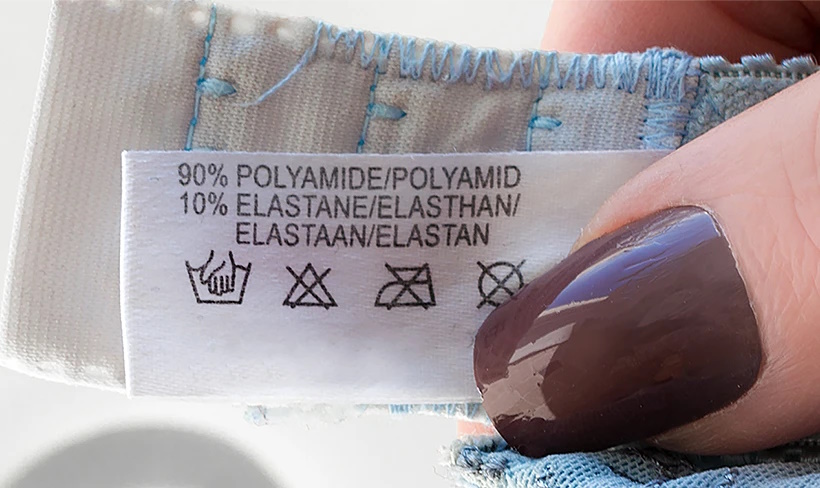 90% POLYAMIDE/POLYAMID
10% ELASTANE/ELASTHAN/
ELASTAAN/ELASTAN